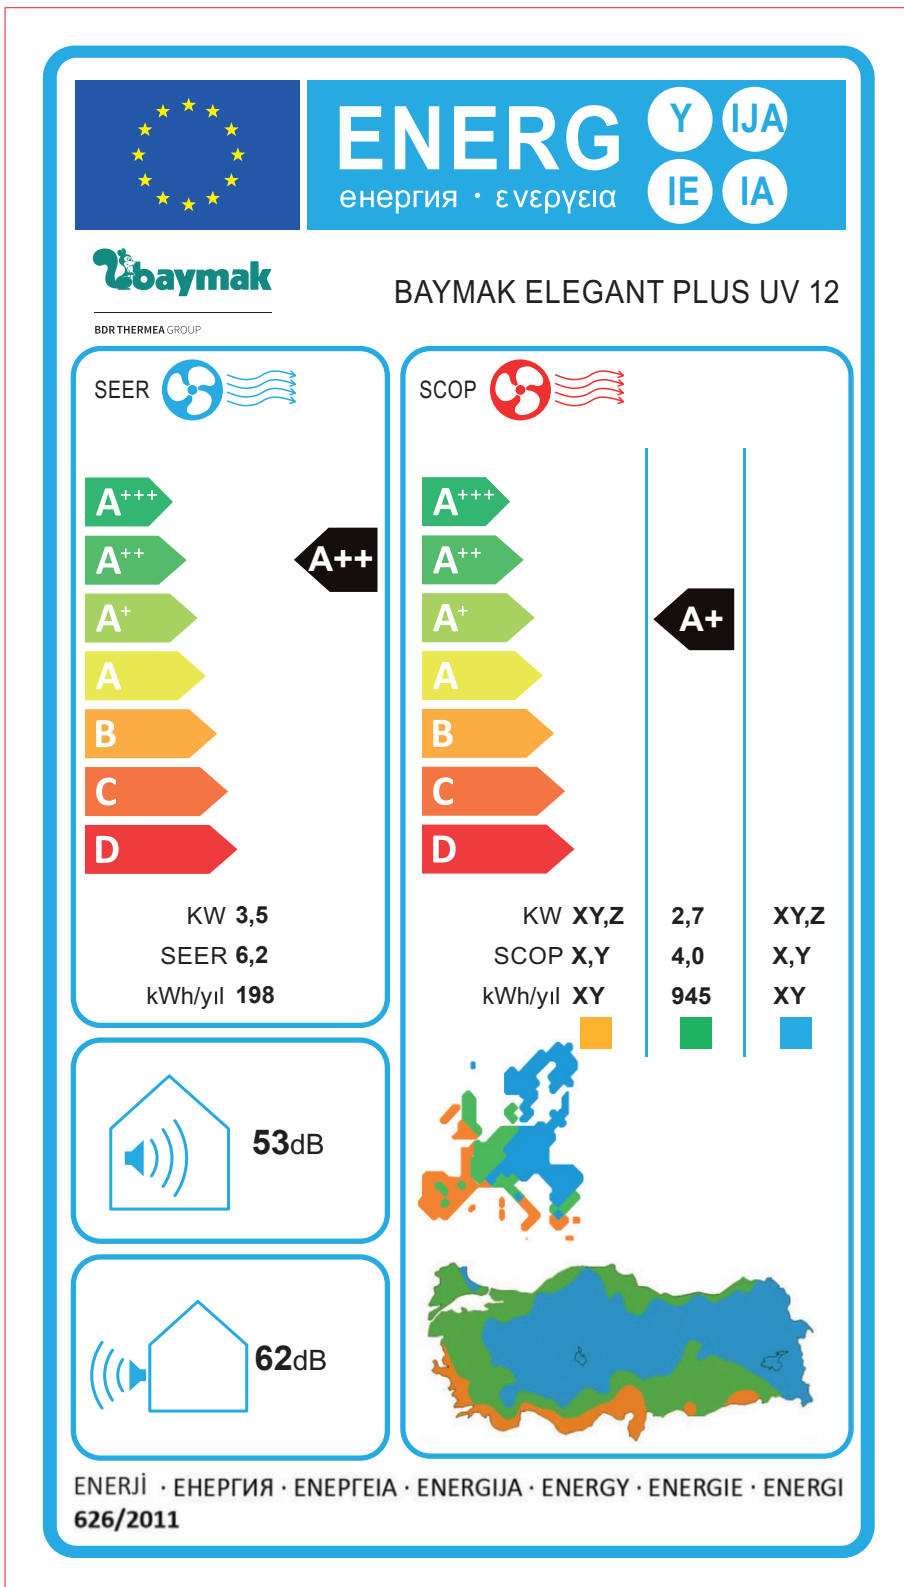 ENERG
Y IJA
IE IA
енергия · ενεργεια
baymak
BDR THERMEA GROUP
BAYMAK ELEGANT PLUS UV 12
SEER
A+++
A++
A+
A
B
C
D
A++
KW 3,5
SEER 6,2
kWh/yıl 198
SCOP
A+++
A++
A+
A
B
C
D
A+
KW XY,Z 2,7 XY,Z
SCOP X,Y 4,0 X,Y
kWh/yıl XY 945 XY
53dB
62dB
ENERJİ · ЕНЕРГИЯ · ΕΝΕΡΓΕΙΑ · ENERGIJA · ENERGY · ENERGIE · ENERGI
626/2011